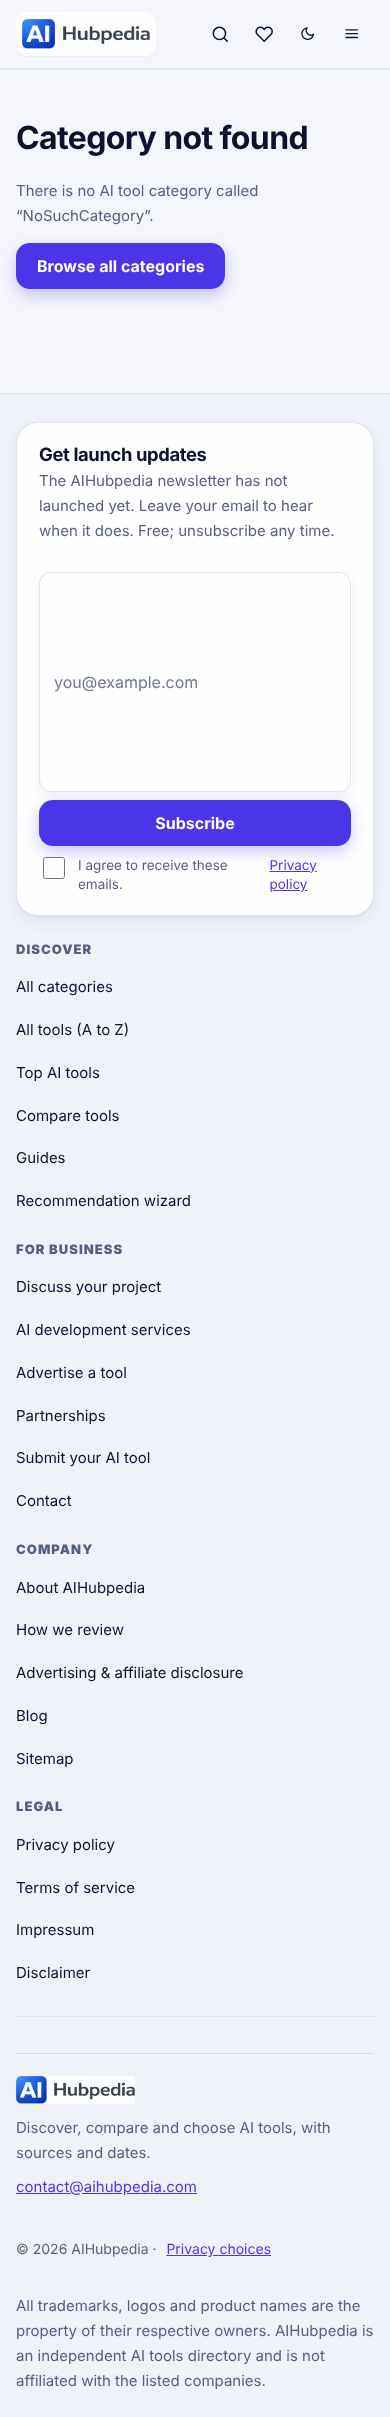 AI Hubpedia
Category not found
There is no AI tool category called
“NoSuchCategory”.
Browse all categories
Get launch updates
The AIHubpedia newsletter has not
launched yet. Leave your email to hear
when it does. Free; unsubscribe any time.
you@example.com
Subscribe
I agree to receive these
emails.
Privacy
policy
DISCOVER
All categories
All tools (A to Z)
Top AI tools
Compare tools
Guides
Recommendation wizard
FOR BUSINESS
Discuss your project
AI development services
Advertise a tool
Partnerships
Submit your AI tool
Contact
COMPANY
About AIHubpedia
How we review
Advertising & affiliate disclosure
Blog
Sitemap
LEGAL
Privacy policy
Terms of service
Impressum
Disclaimer
AI Hubpedia
Discover, compare and choose AI tools, with
sources and dates.
contact@aihubpedia.com
© 2026 AIHubpedia · Privacy choices
All trademarks, logos and product names are the
property of their respective owners. AIHubpedia is
an independent AI tools directory and is not
affiliated with the listed companies.